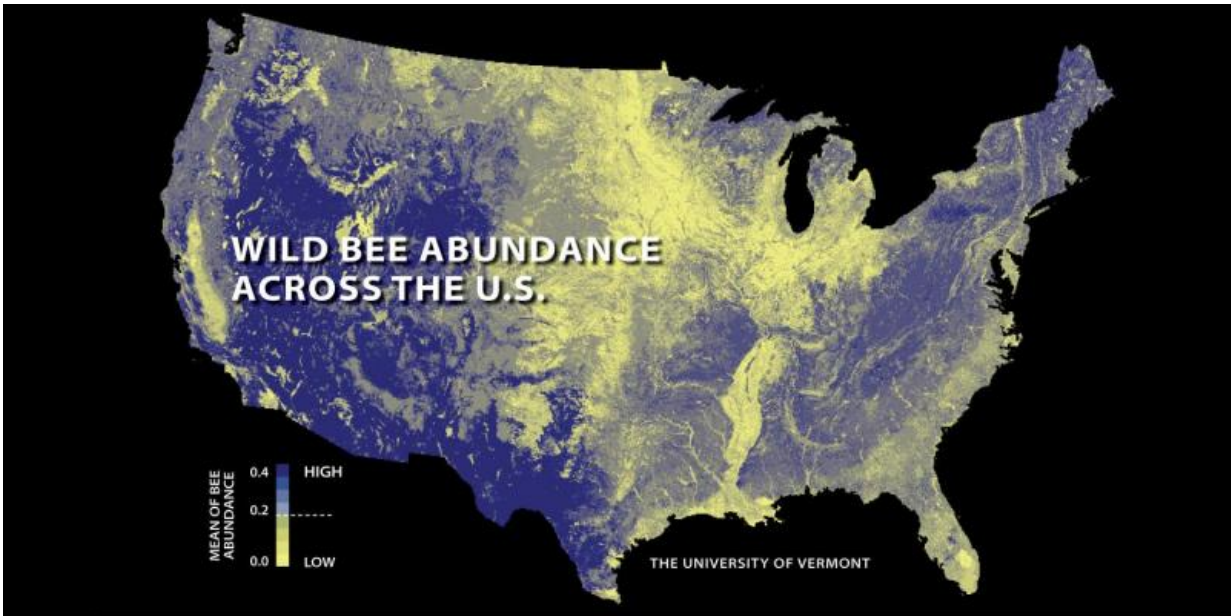 WILD BEE ABUNDANCE
ACROSS THE U.S.
MEAN OF BEE
ABUNDANCE
0.4 HIGH
0.2
0.0 LOW
THE UNIVERSITY OF VERMONT